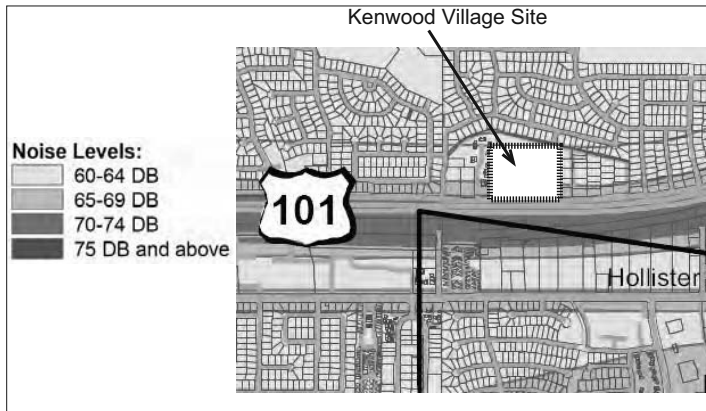 Kenwood Village Site
Noise Levels:
60-64 DB
65-69 DB
70-74 DB
75 DB and above
101
Hollister